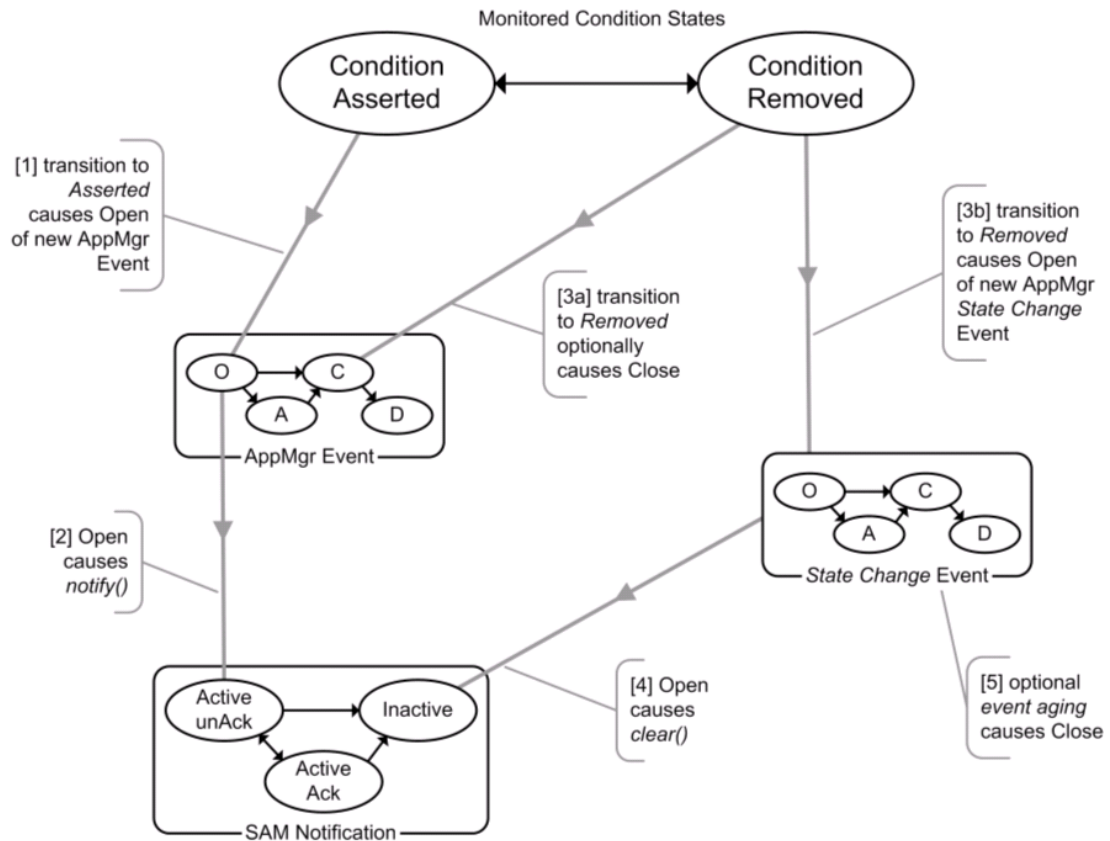 Monitored Condition States
Condition
Asserted
Condition
Removed
[1] transition to
Asserted
causes Open
of new AppMgr
Event
[3b] transition
to Removed
causes Open
of new AppMgr
State Change
Event
[3a] transition
to Removed
optionally
causes Close
O
C
A
D
AppMgr Event
O
C
A
D
State Change Event
[2] Open
causes
notify()
[4] Open
causes
clear()
[5] optional
event aging
causes Close
Active
unAck
Inactive
Active
Ack
SAM Notification